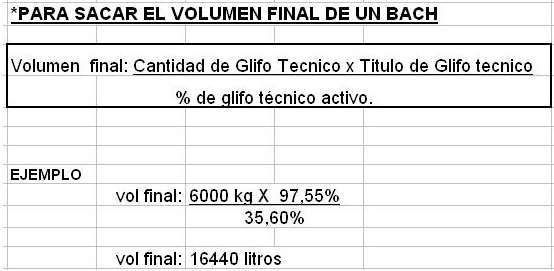 *PARA SACAR EL VOLUMEN FINAL DE UN BACH
Volumen final: Cantidad de Glifo Tecnico x Titulo de Glifo tecnico
% de glifo técnico activo.
EJEMPLO
vol final: 6000 kg X 97,55%
35,60%
vol final: 16440 litros